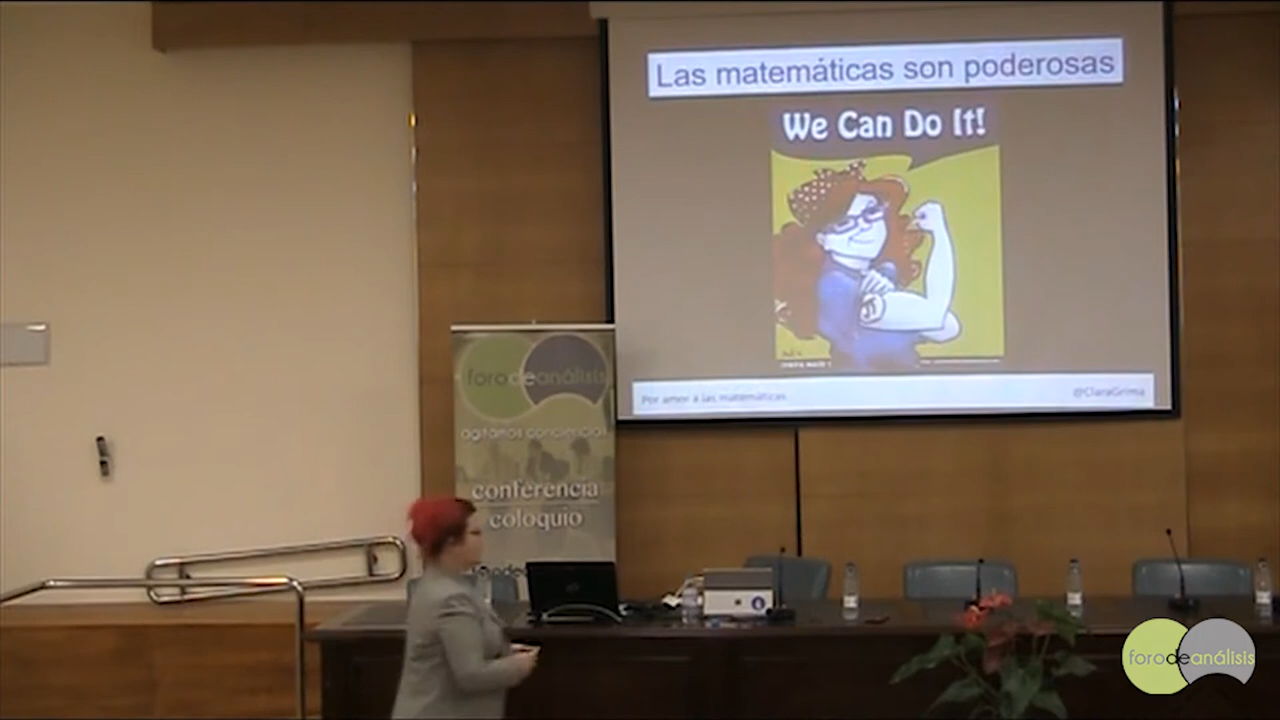 Las matemáticas son poderosas
We Can Do It!
π
Por amor a las matemáticas
@ClaraGrima
forodeanálisis
agitamos conciencias
conferencia
coloquio
forodeanálisis